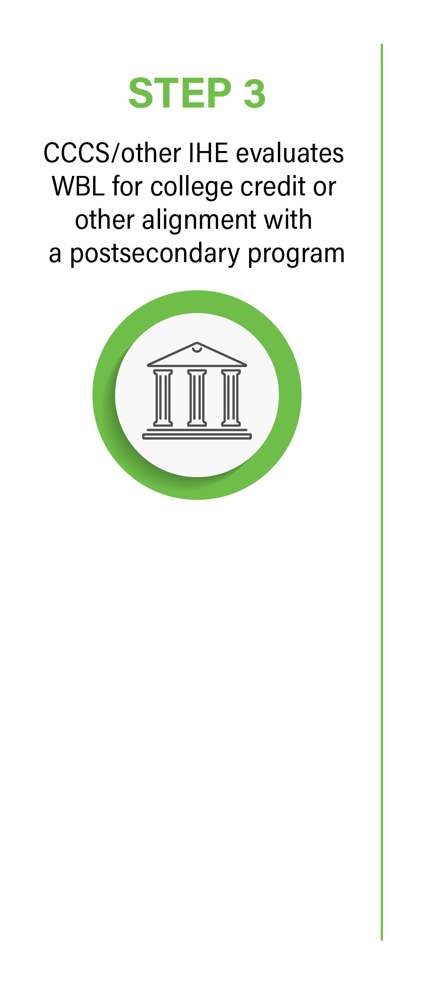 STEP 3
CCCS/other IHE evaluates
WBL for college credit or
other alignment with
a postsecondary program